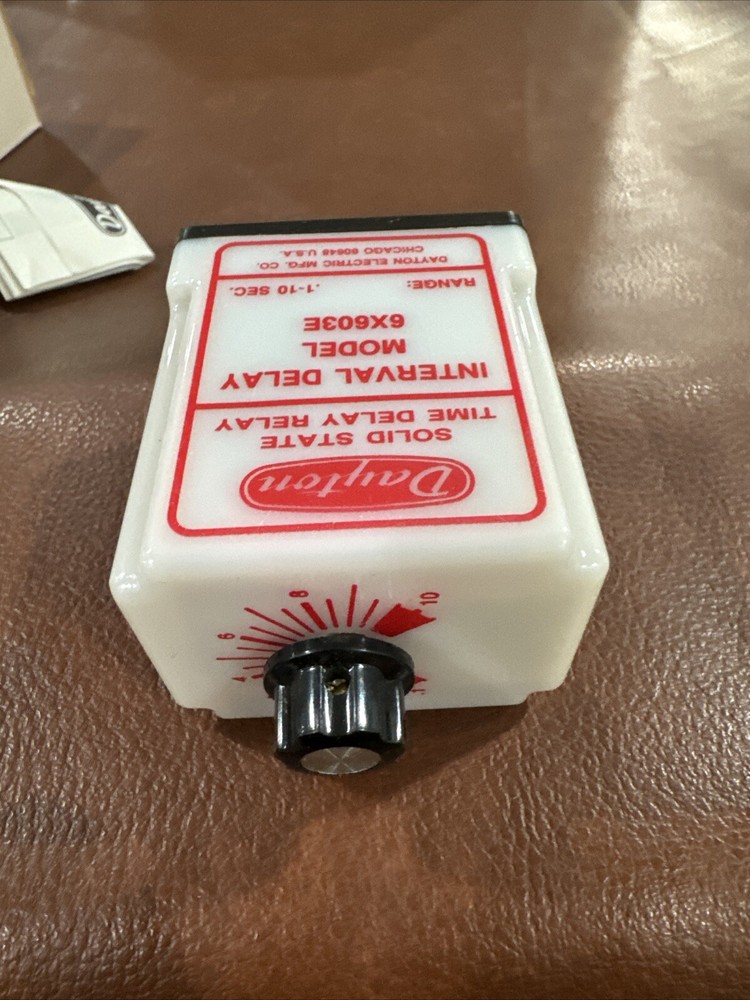 Dayton
SOLID STATE
TIME DELAY RELAY
INTERVAL DELAY
MODEL
6X603E
RANGE: .1-10 SEC.
DAYTON ELECTRIC MFG. CO.
CHICAGO 60648 U.S.A.
6
8
10